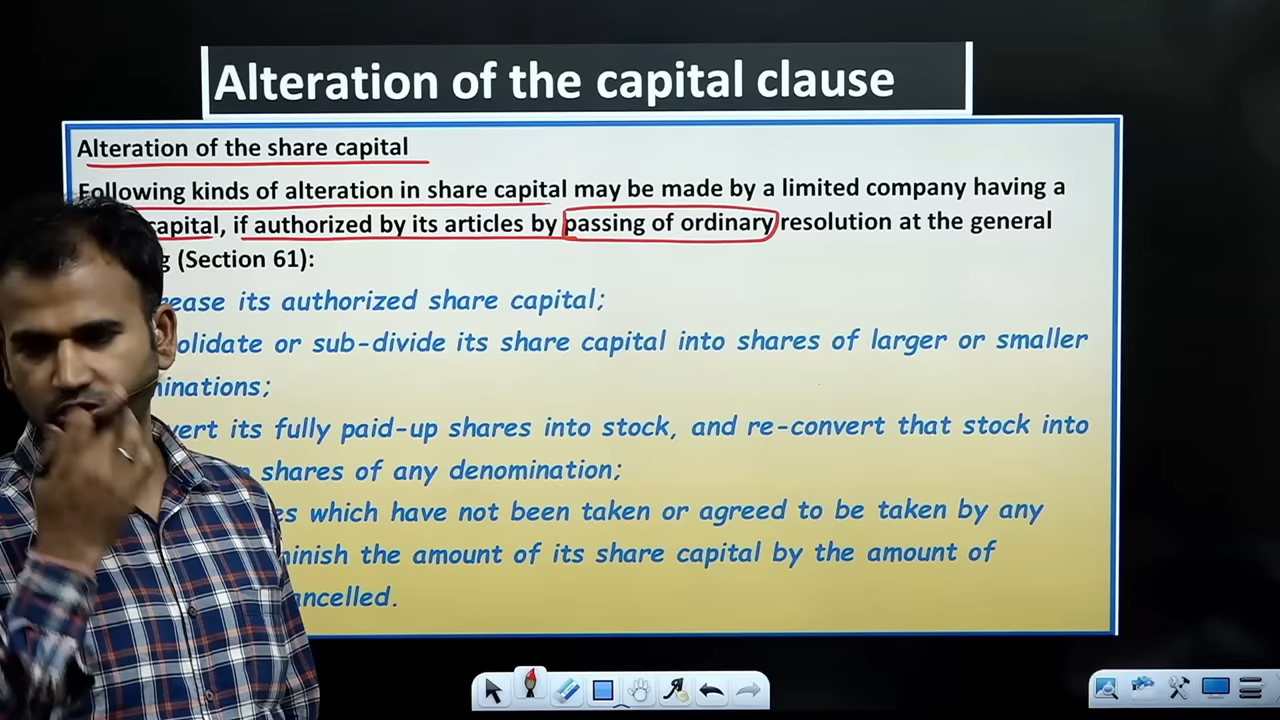 Alteration of the capital clause
Alteration of the share capital
Following kinds of alteration in share capital may be made by a limited company having a
capital, if authorized by its articles by passing of ordinary resolution at the general
(Section 61):
its authorized share capital;
or sub-divide its share capital into shares of larger or smaller
its fully paid-up shares into stock, and re-convert that stock into
shares of any denomination;
which have not been taken or agreed to be taken by any
the amount of its share capital by the amount of